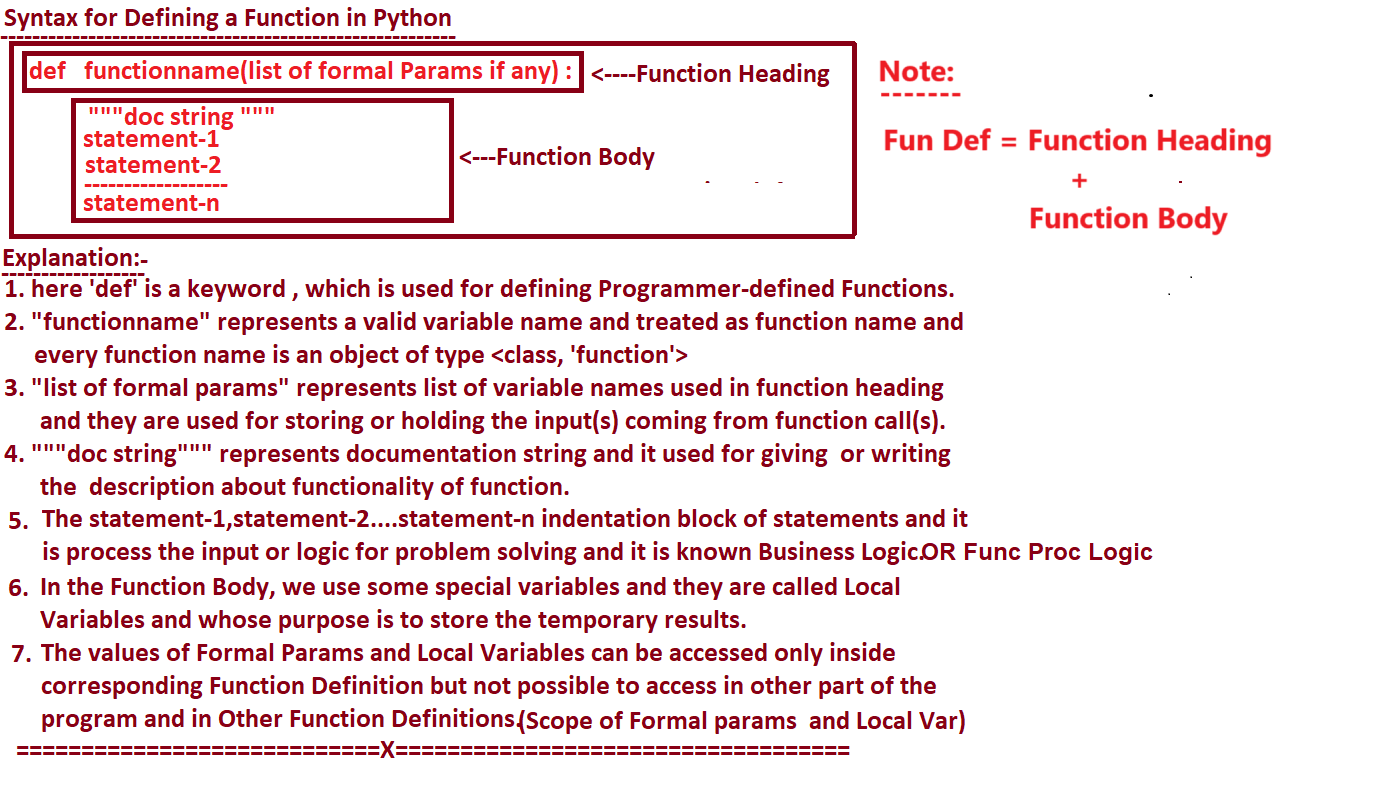 Syntax for Defining a Function in Python
----------------------------------------------------------
def functionname(list of formal Params if any) : <----Function Heading
"""doc string """
statement-1
statement-2
------------------
statement-n
<---Function Body
Note:
-------
Fun Def = Function Heading
+
Function Body
Explanation:-
------------------
1. here 'def' is a keyword , which is used for defining Programmer-defined Functions.
2. "functionname" represents a valid variable name and treated as function name and
every function name is an object of type <class, 'function'>
3. "list of formal params" represents list of variable names used in function heading
and they are used for storing or holding the input(s) coming from function call(s).
4. """doc string""" represents documentation string and it used for giving or writing
the description about functionality of function.
5. The statement-1,statement-2....statement-n indentation block of statements and it
is process the input or logic for problem solving and it is known Business Logic.OR Func Proc Logic
6. In the Function Body, we use some special variables and they are called Local
Variables and whose purpose is to store the temporary results.
7. The values of Formal Params and Local Variables can be accessed only inside
corresponding Function Definition but not possible to access in other part of the
program and in Other Function Definitions.(Scope of Formal params and Local Var)
============================X===================================